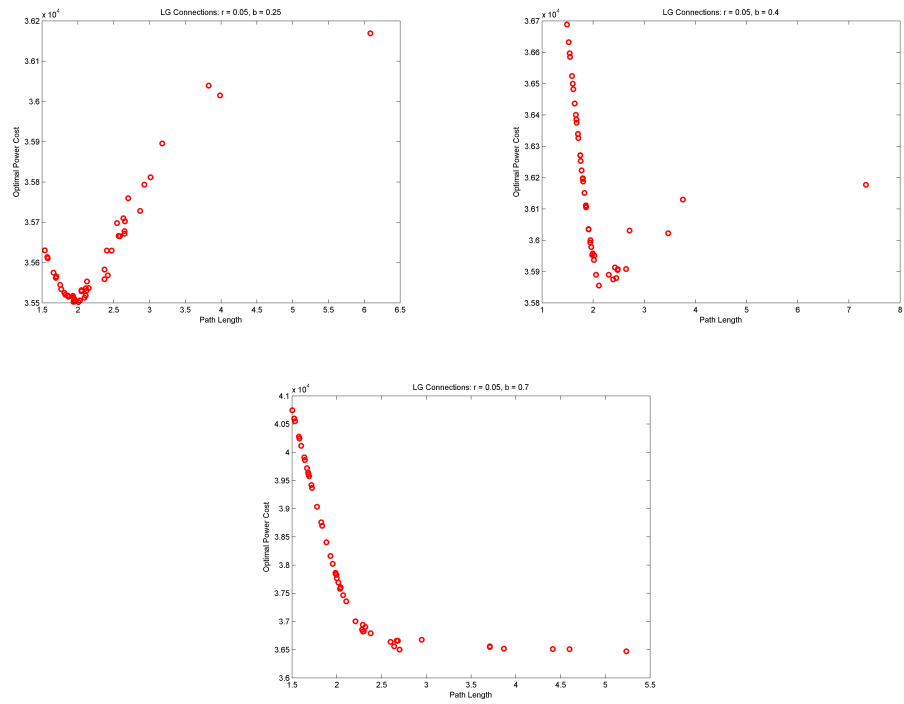 LG Connections: r = 0.05, b = 0.25
x 10^4
3.62
3.61
3.6
3.59
3.58
3.57
3.56
3.55
Optimal Power Cost
1.5 2 2.5 3 3.5 4 4.5 5 5.5 6 6.5
Path Length
LG Connections: r = 0.05, b = 0.4
x 10^4
3.67
3.66
3.65
3.64
3.63
3.62
3.61
3.6
3.59
3.58
Optimal Power Cost
1 2 3 4 5 6 7 8
Path Length
LG Connections: r = 0.05, b = 0.7
x 10^4
4.1
4.05
4
3.95
3.9
3.85
3.8
3.75
3.7
3.65
3.6
Optimal Power Cost
1.5 2 2.5 3 3.5 4 4.5 5 5.5
Path Length